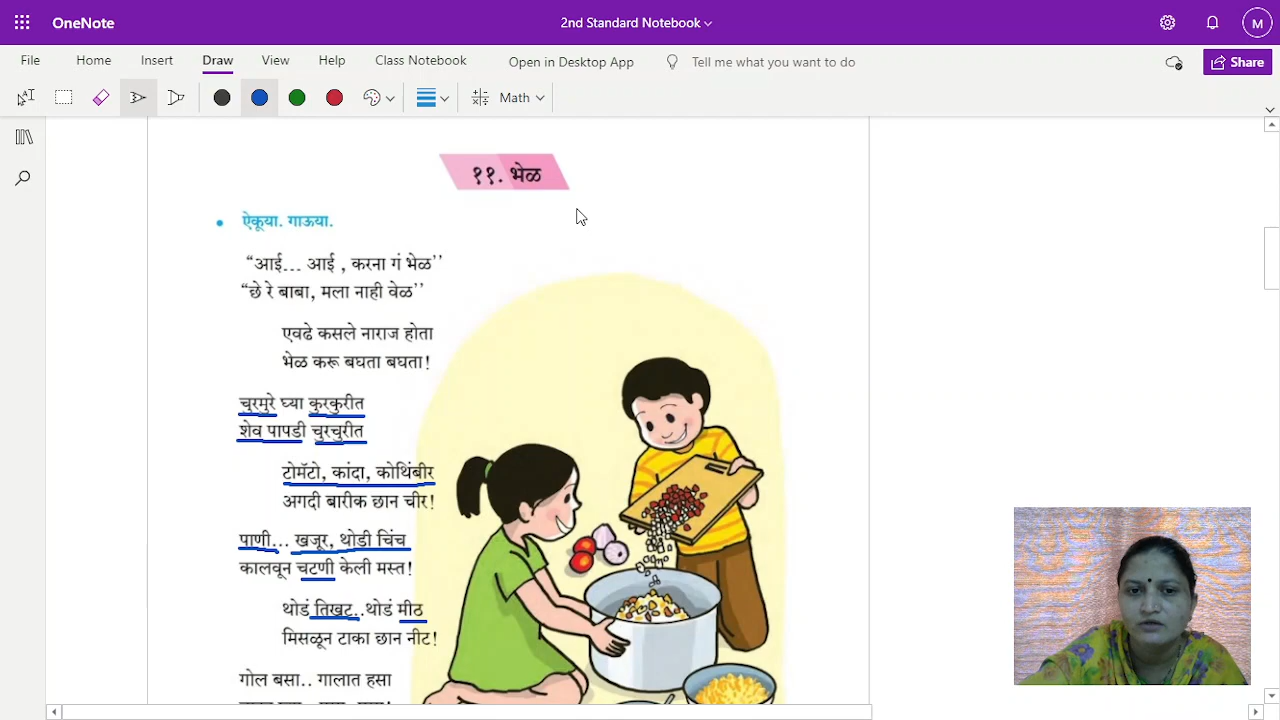 OneNote
2nd Standard Notebook
M
File Home Insert Draw View Help Class Notebook Open in Desktop App Tell me what you want to do Share
Math
११. भेळ
• ऐकूया. गाऊया.
“आई... आई , करना गं भेळ’’
“छे रे बाबा, मला नाही वेळ’’
एवढे कसले नाराज होता
भेळ करू बघता बघता!
चुरमुरे घ्या कुरकुरीत
शेव पापडी चुरचुरीत
टोमॅटो, कांदा, कोथिंबीर
अगदी बारीक छान चीर!
पाणी... खजूर, थोडी चिंच
कालवून चटणी केली मस्त!
थोडं तिखट..थोडं मीठ
मिसळून टाका छान नीट!
गोल बसा.. गालात हसा